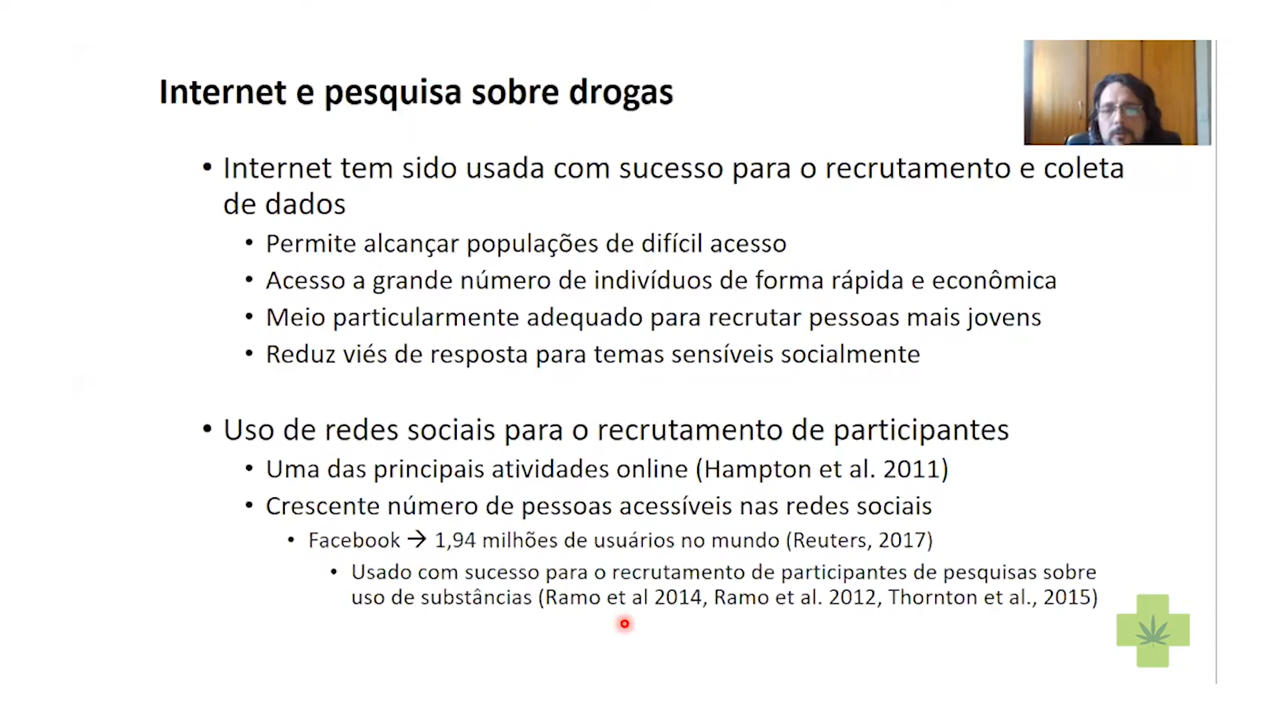 Internet e pesquisa sobre drogas
• Internet tem sido usada com sucesso para o recrutamento e coleta
de dados
• Permite alcançar populações de difícil acesso
• Acesso a grande número de indivíduos de forma rápida e econômica
• Meio particularmente adequado para recrutar pessoas mais jovens
• Reduz viés de resposta para temas sensíveis socialmente
• Uso de redes sociais para o recrutamento de participantes
• Uma das principais atividades online (Hampton et al. 2011)
• Crescente número de pessoas acessíveis nas redes sociais
• Facebook → 1,94 milhões de usuários no mundo (Reuters, 2017)
• Usado com sucesso para o recrutamento de participantes de pesquisas sobre
uso de substâncias (Ramo et al 2014, Ramo et al. 2012, Thornton et al., 2015)